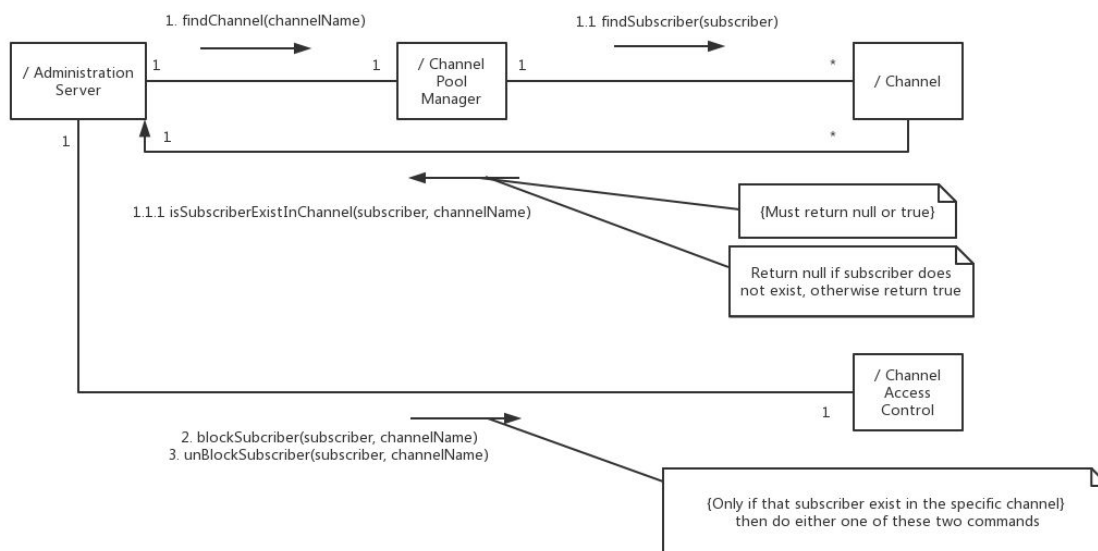 1. findChannel(channelName)
1.1 findSubscriber(subscriber)
/ Administration
Server
1
1
/ Channel
Pool
Manager
1
*
/ Channel
1
1
*
1.1.1 isSubscriberExistInChannel(subscriber, channelName)
{Must return null or true}
Return null if subscriber does
not exist, otherwise return true
/ Channel
Access
Control
1
2. blockSubcriber(subscriber, channelName)
3. unBlockSubscriber(subscriber, channelName)
{Only if that subscriber exist in the specific channel}
then do either one of these two commands